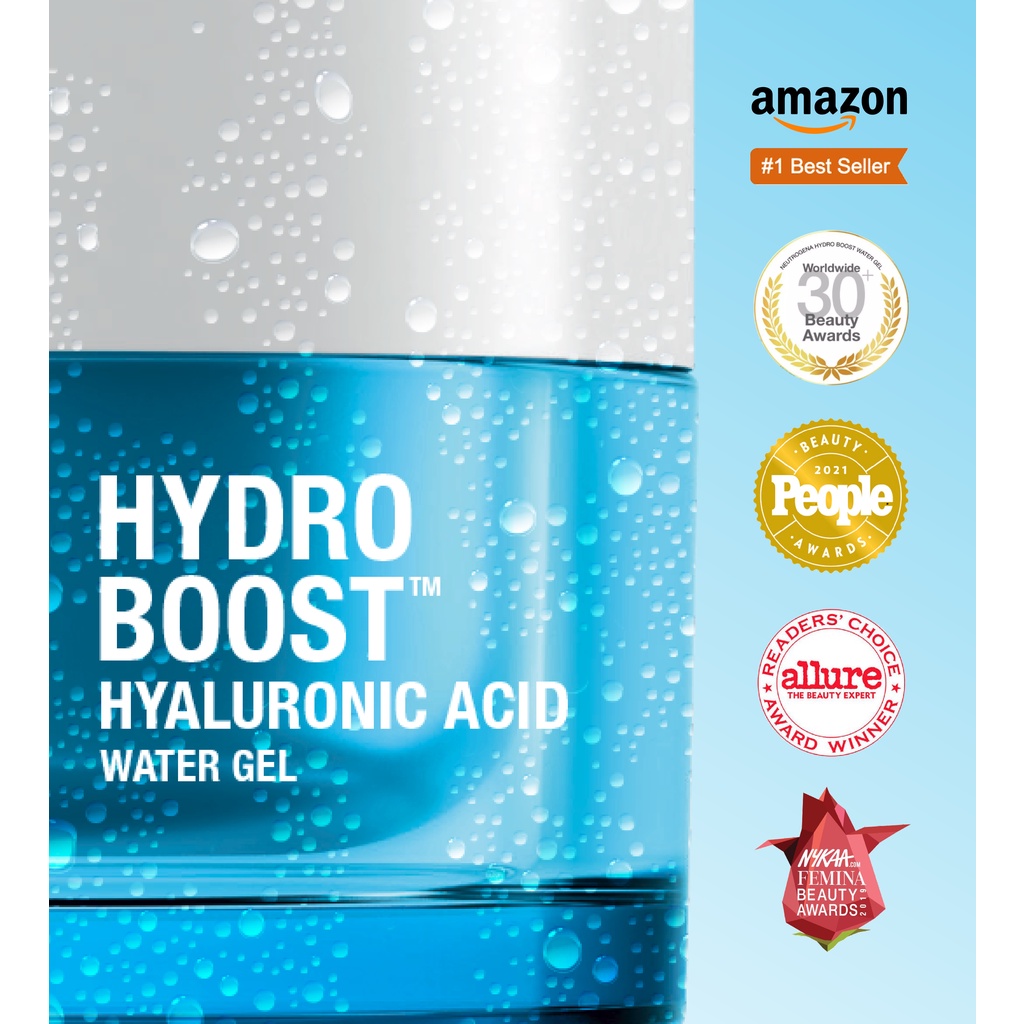 HYDRO
BOOST™
HYALURONIC ACID
WATER GEL
amazon
#1 Best Seller
NEUTROGENA HYDRO BOOST WATER GEL
Worldwide
30+
Beauty
Awards
BEAUTY
2021
People
AWARDS
READERS' CHOICE
allure
THE BEAUTY EXPERT
AWARD WINNER
NYKAA.COM
FEMINA
BEAUTY
AWARDS 2019